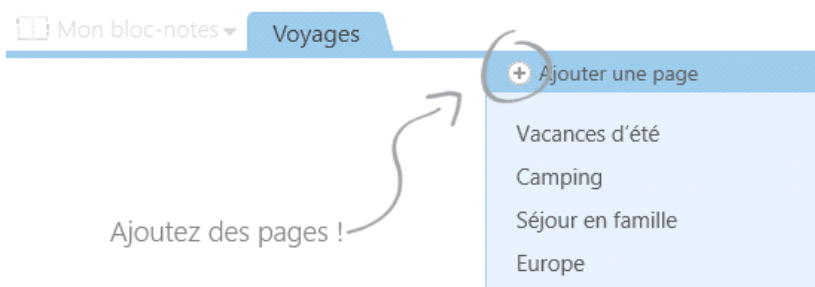 Mon bloc-notes
Voyages
Ajouter une page
Vacances d'été
Camping
Ajoutez des pages !
Séjour en famille
Europe